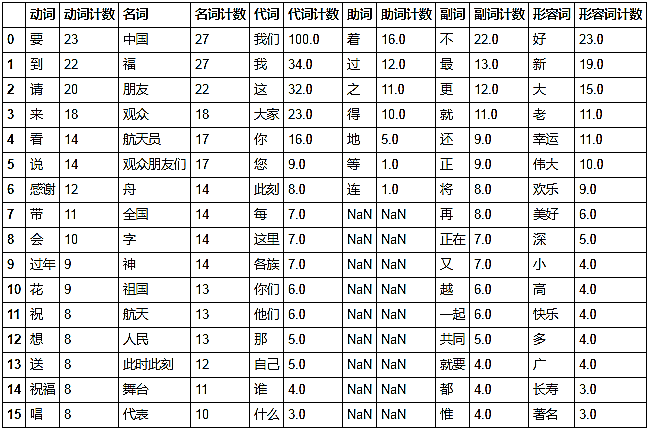 动词 动词计数 名词 名词计数 代词 代词计数 助词 助词计数 副词 副词计数 形容词 形容词计数
0 要 23 中国 27 我们 100.0 着 16.0 不 22.0 好 23.0
1 到 22 福 27 我 34.0 过 12.0 最 13.0 新 19.0
2 请 20 朋友 22 这 32.0 之 11.0 更 12.0 大 15.0
3 来 18 观众 18 大家 23.0 得 10.0 就 11.0 老 11.0
4 看 14 航天员 17 你 16.0 地 5.0 还 9.0 幸运 11.0
5 说 14 观众朋友们 17 您 9.0 等 1.0 正 9.0 伟大 10.0
6 感谢 12 舟 14 此刻 8.0 连 1.0 将 8.0 欢乐 9.0
7 带 11 全国 14 每 7.0 NaN NaN 再 8.0 美好 6.0
8 会 10 字 14 这里 7.0 NaN NaN 正在 7.0 深 5.0
9 过年 9 神 14 各族 7.0 NaN NaN 又 7.0 小 4.0
10 花 9 祖国 13 你们 6.0 NaN NaN 越 6.0 高 4.0
11 祝 8 航天 13 他们 6.0 NaN NaN 一起 6.0 快乐 4.0
12 想 8 人民 13 那 5.0 NaN NaN 共同 5.0 多 4.0
13 送 8 此时此刻 12 自己 5.0 NaN NaN 就要 4.0 广 4.0
14 祝福 8 舞台 11 谁 4.0 NaN NaN 都 4.0 长寿 3.0
15 唱 8 代表 10 什么 3.0 NaN NaN 惟 4.0 著名 3.0